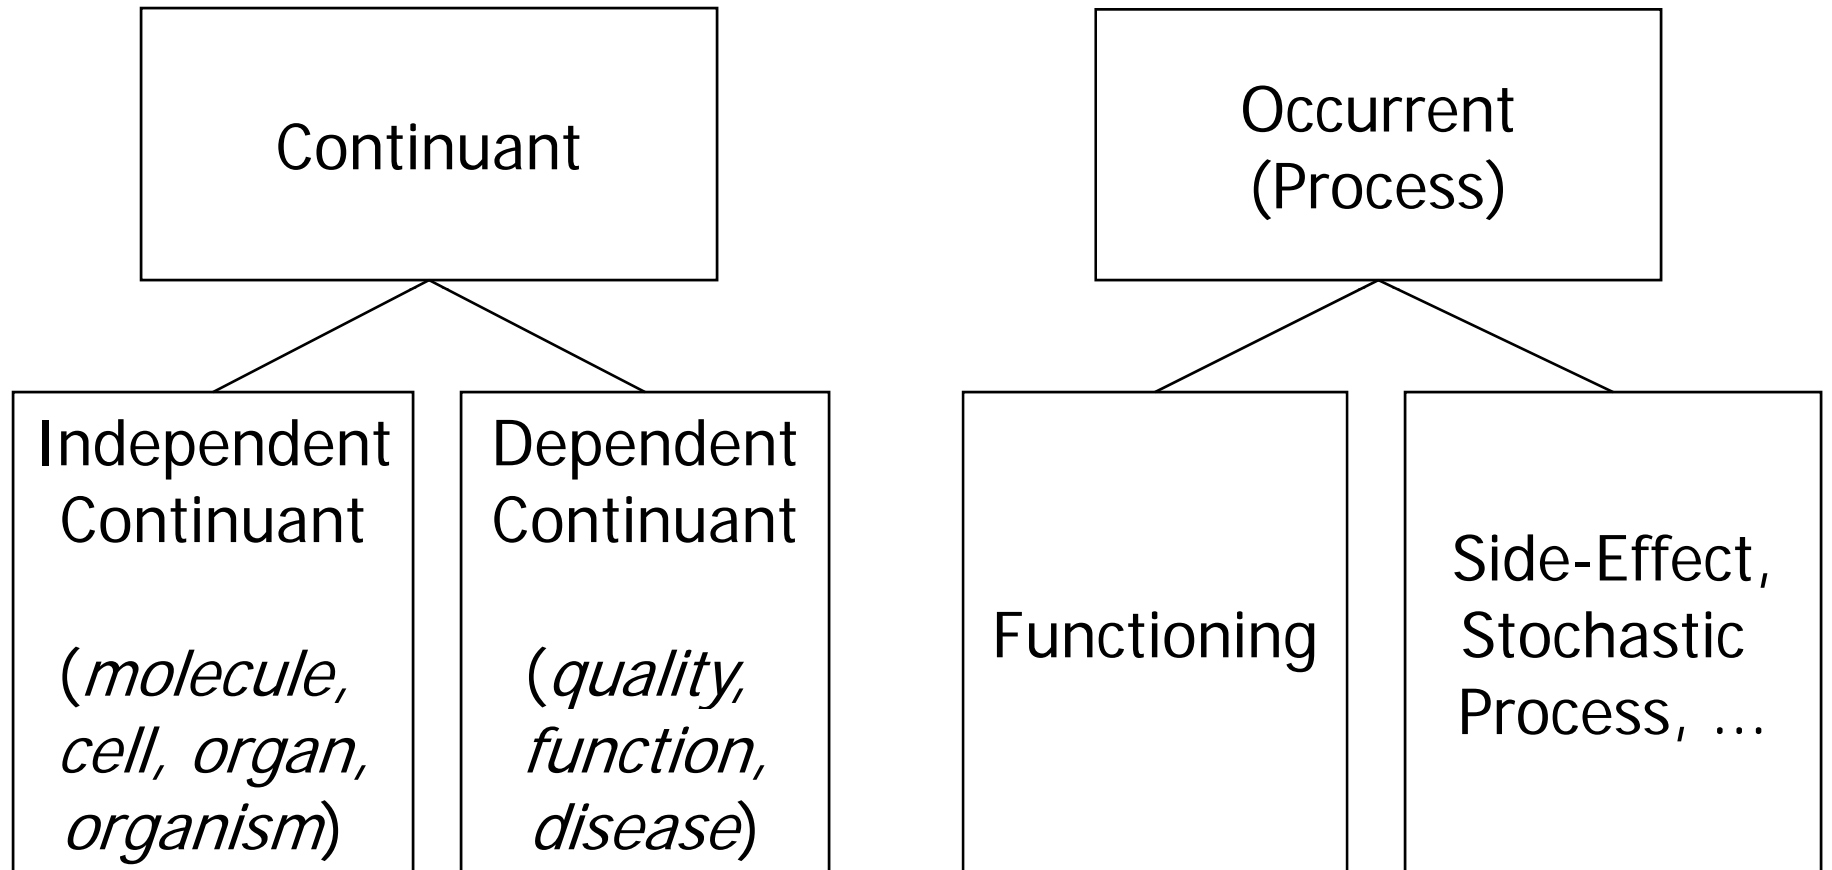 Continuant
Occurrent
(Process)
Independent
Continuant
(molecule,
cell, organ,
organism)
Dependent
Continuant
(quality,
function,
disease)
Functioning
Side-Effect,
Stochastic
Process, ...